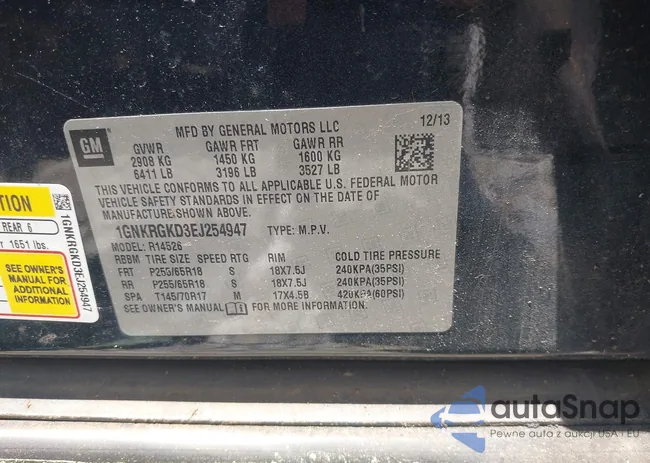 GM
MFD BY GENERAL MOTORS LLC
12/13
GVWR GAWR FRT GAWR RR
2908 KG 1450 KG 1600 KG
6411 LB 3196 LB 3527 LB
THIS VEHICLE CONFORMS TO ALL APPLICABLE U.S. FEDERAL MOTOR
VEHICLE SAFETY STANDARDS IN EFFECT ON THE DATE OF
MANUFACTURE SHOWN ABOVE.
1GNKRGKD3EJ254947 TYPE: M.P.V.
MODEL: R14526
TIRE SIZE SPEED RTG RIM COLD TIRE PRESSURE
FRT P255/65R18 S 18X7.5J 240KPA(35PSI)
RR P255/65R18 S 18X7.5J 240KPA(35PSI)
SPA T145/70R17 M 17X4.5B 420KPA(60PSI)
SEE OWNER'S MANUAL FOR MORE INFORMATION.
TION
REAR 6
1651 lbs.
SEE OWNER'S
MANUAL FOR
ADDITIONAL
INFORMATION
1GNKRGKD3EJ254947
autoSnap
Pewne auta z aukcji USA i EU